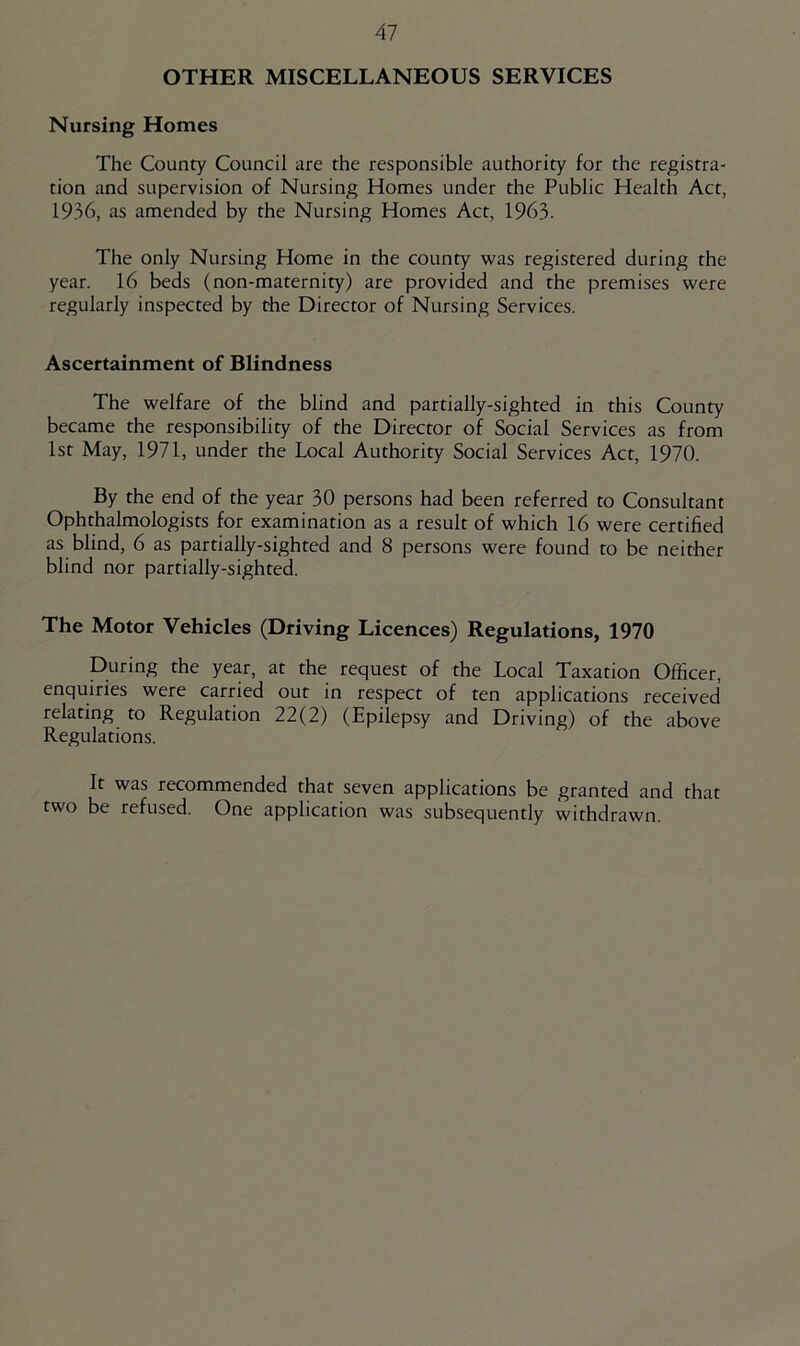 47
OTHER MISCELLANEOUS SERVICES
Nursing Homes
The County Council are the responsible authority for the registra-
tion and supervision of Nursing Homes under the Public Health Act,
1936, as amended by the Nursing Homes Act, 1963.
The only Nursing Home in the county was registered during the
year. 16 beds (non-maternity) are provided and the premises were
regularly inspected by the Director of Nursing Services.
Ascertainment of Blindness
The welfare of the blind and partially-sighted in this County
became the responsibility of the Director of Social Services as from
1st May, 1971, under the Local Authority Social Services Act, 1970.
By the end of the year 30 persons had been referred to Consultant
Ophthalmologists for examination as a result of which 16 were certified
as blind, 6 as partially-sighted and 8 persons were found to be neither
blind nor partially-sighted.
The Motor Vehicles (Driving Licences) Regulations, 1970
During the year, at the request of the Local Taxation Officer,
enquiries were carried out in respect of ten applications received
relating to Regulation 22(2) (Epilepsy and Driving) of the above
Regulations.
It was recommended that seven applications be granted and that
two be refused. One application was subsequently withdrawn.